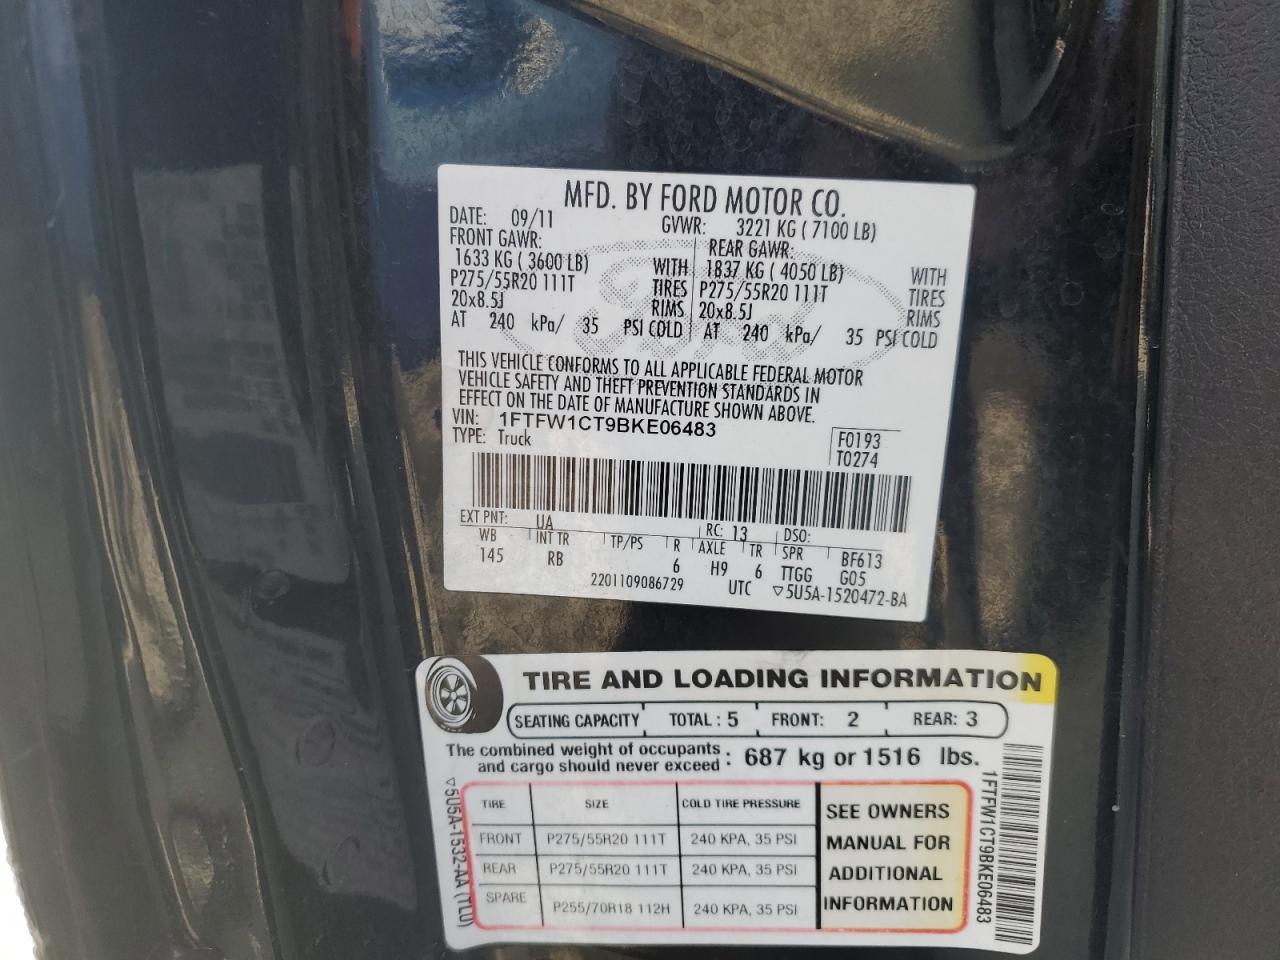 MFD. BY FORD MOTOR CO.
DATE: 09/11 GVWR: 3221 KG ( 7100 LB)
FRONT GAWR: REAR GAWR:
1633 KG ( 3600 LB) WITH 1837 KG ( 4050 LB) WITH
P275/55R20 111T TIRES P275/55R20 111T TIRES
20x8.5J RIMS 20x8.5J RIMS
AT 240 kPa/ 35 PSI COLD AT 240 kPa/ 35 PSI COLD
THIS VEHICLE CONFORMS TO ALL APPLICABLE FEDERAL MOTOR
VEHICLE SAFETY AND THEFT PREVENTION STANDARDS IN
EFFECT ON THE DATE OF MANUFACTURE SHOWN ABOVE.
VIN: 1FTFW1CT9BKE06483
TYPE: Truck
F0193
T0274
EXT PNT: UA RC: 13 DSO:
WB INT TR TP/PS R AXLE TR SPR BF613
145 RB 6 H9 6 TTGG G05
2201109086729 UTC ▽5U5A-1520472-BA
TIRE AND LOADING INFORMATION
SEATING CAPACITY TOTAL : 5 FRONT: 2 REAR: 3
The combined weight of occupants
and cargo should never exceed : 687 kg or 1516 lbs.
TIRE SIZE COLD TIRE PRESSURE
FRONT P275/55R20 111T 240 KPA, 35 PSI
REAR P275/55R20 111T 240 KPA, 35 PSI
SPARE P255/70R18 112H 240 KPA, 35 PSI
SEE OWNERS
MANUAL FOR
ADDITIONAL
INFORMATION
▽5U5A-1532-AA (TLU)
1FTFW1CT9BKE06483